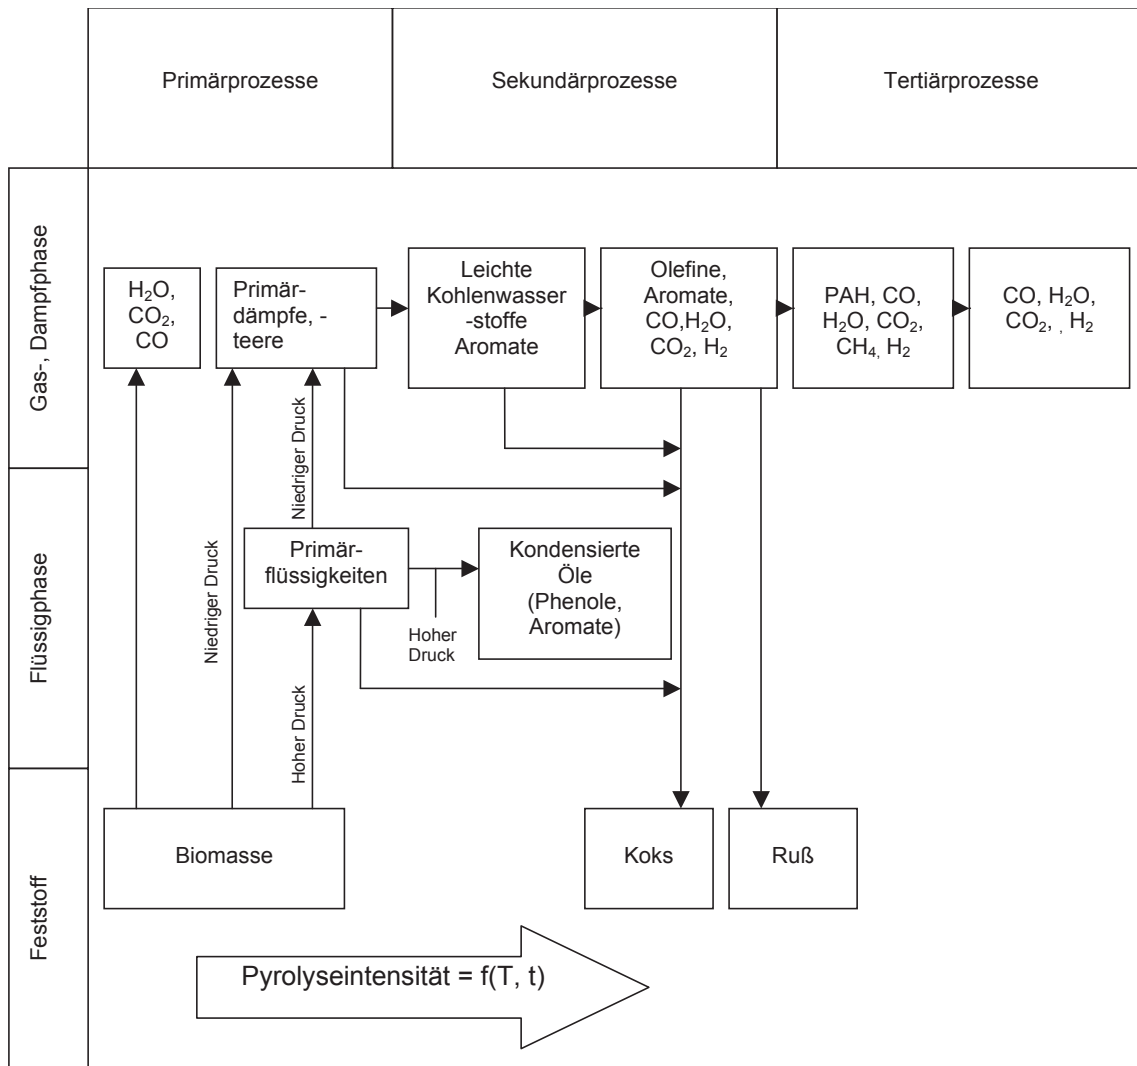 Primärprozesse
Sekundärprozesse
Tertiärprozesse
Gas-, Dampfphase
H₂O,
CO₂,
CO
Primär-
dämpfe, -
teere
Leichte
Kohlenwasser
-stoffe
Aromate
Olefine,
Aromate,
CO,H₂O,
CO₂, H₂
PAH, CO,
H₂O, CO₂,
CH₄, H₂
CO, H₂O,
CO₂, , H₂
Niedriger Druck
Flüssigphase
Niedriger Druck
Primär-
flüssigkeiten
Hoher
Druck
Kondensierte
Öle
(Phenole,
Aromate)
Hoher Druck
Feststoff
Biomasse
Koks
Ruß
Pyrolyseintensität = f(T, t)